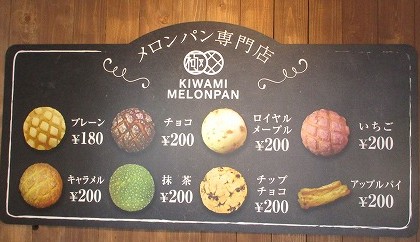 メロンパン専門店
極
KIWAMI
MELONPAN
プレーン
¥180
チョコ
¥200
ロイヤル
メープル
¥200
いちご
¥200
キャラメル
¥200
抹茶
¥200
チップ
チョコ
¥200
アップルパイ
¥200